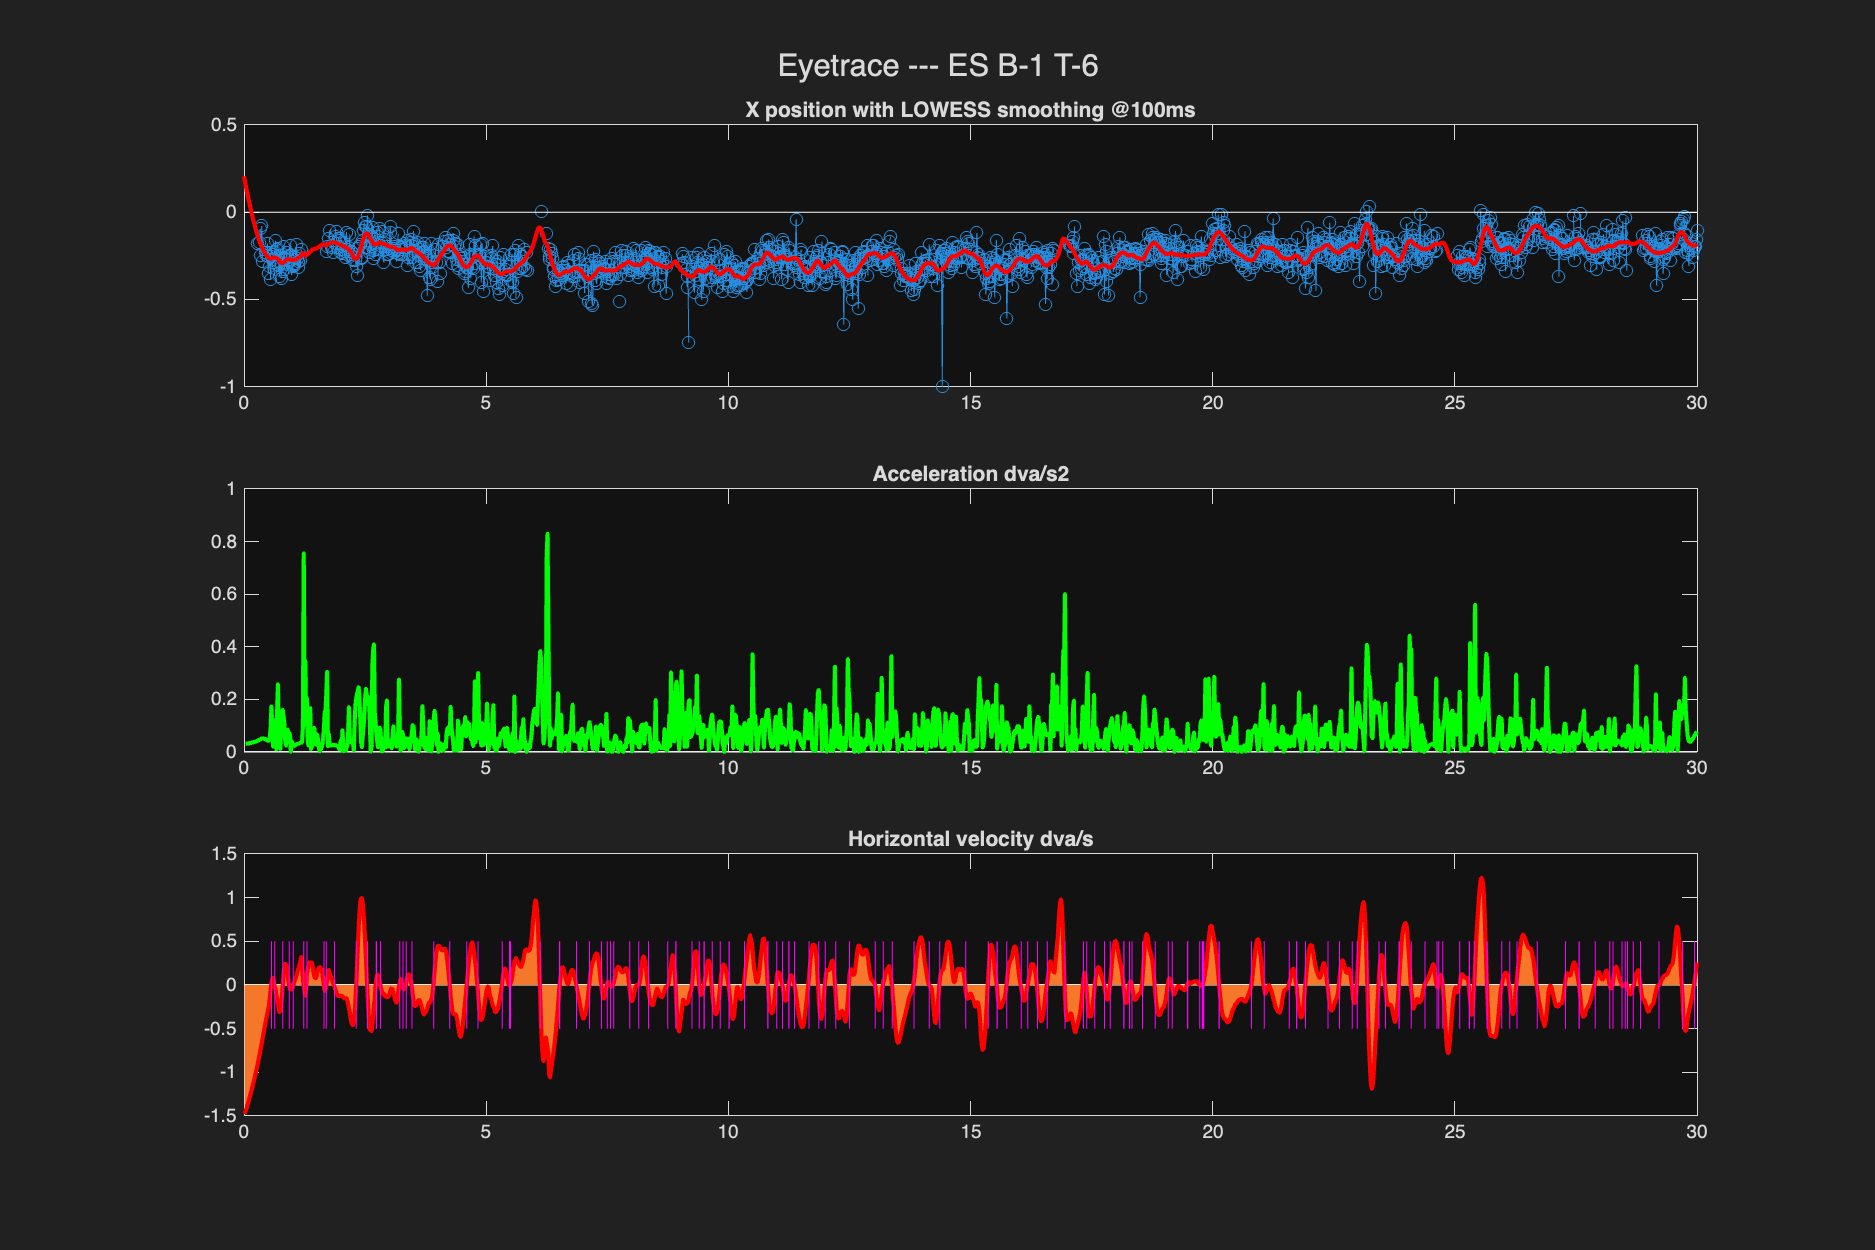 Eyetrace --- ES B-1 T-6
X position with LOWESS smoothing @100ms
0.5
0
-0.5
-1
0 5 10 15 20 25 30
Acceleration dva/s2
1
0.8
0.6
0.4
0.2
0
0 5 10 15 20 25 30
Horizontal velocity dva/s
1.5
1
0.5
0
-0.5
-1
-1.5
0 5 10 15 20 25 30